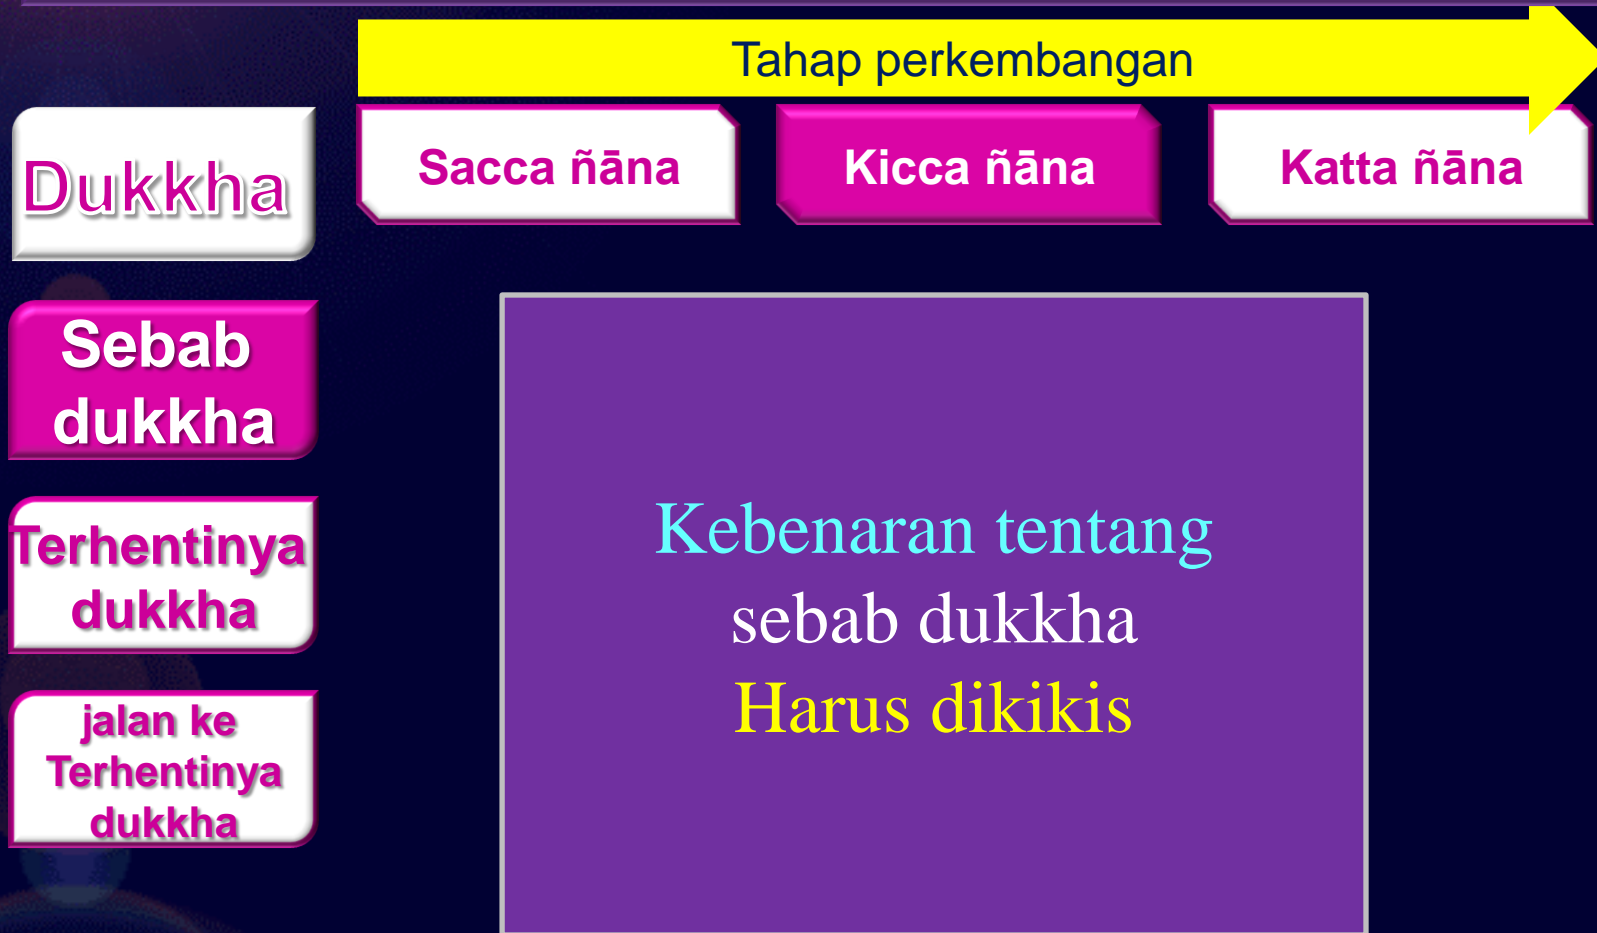 Tahap perkembangan
Sacca ñāna
Kicca ñāna
Katta ñāna
Dukkha
Sebab
dukkha
Terhentinya
dukkha
jalan ke
Terhentinya
dukkha
Kebenaran tentang
sebab dukkha
Harus dikikis